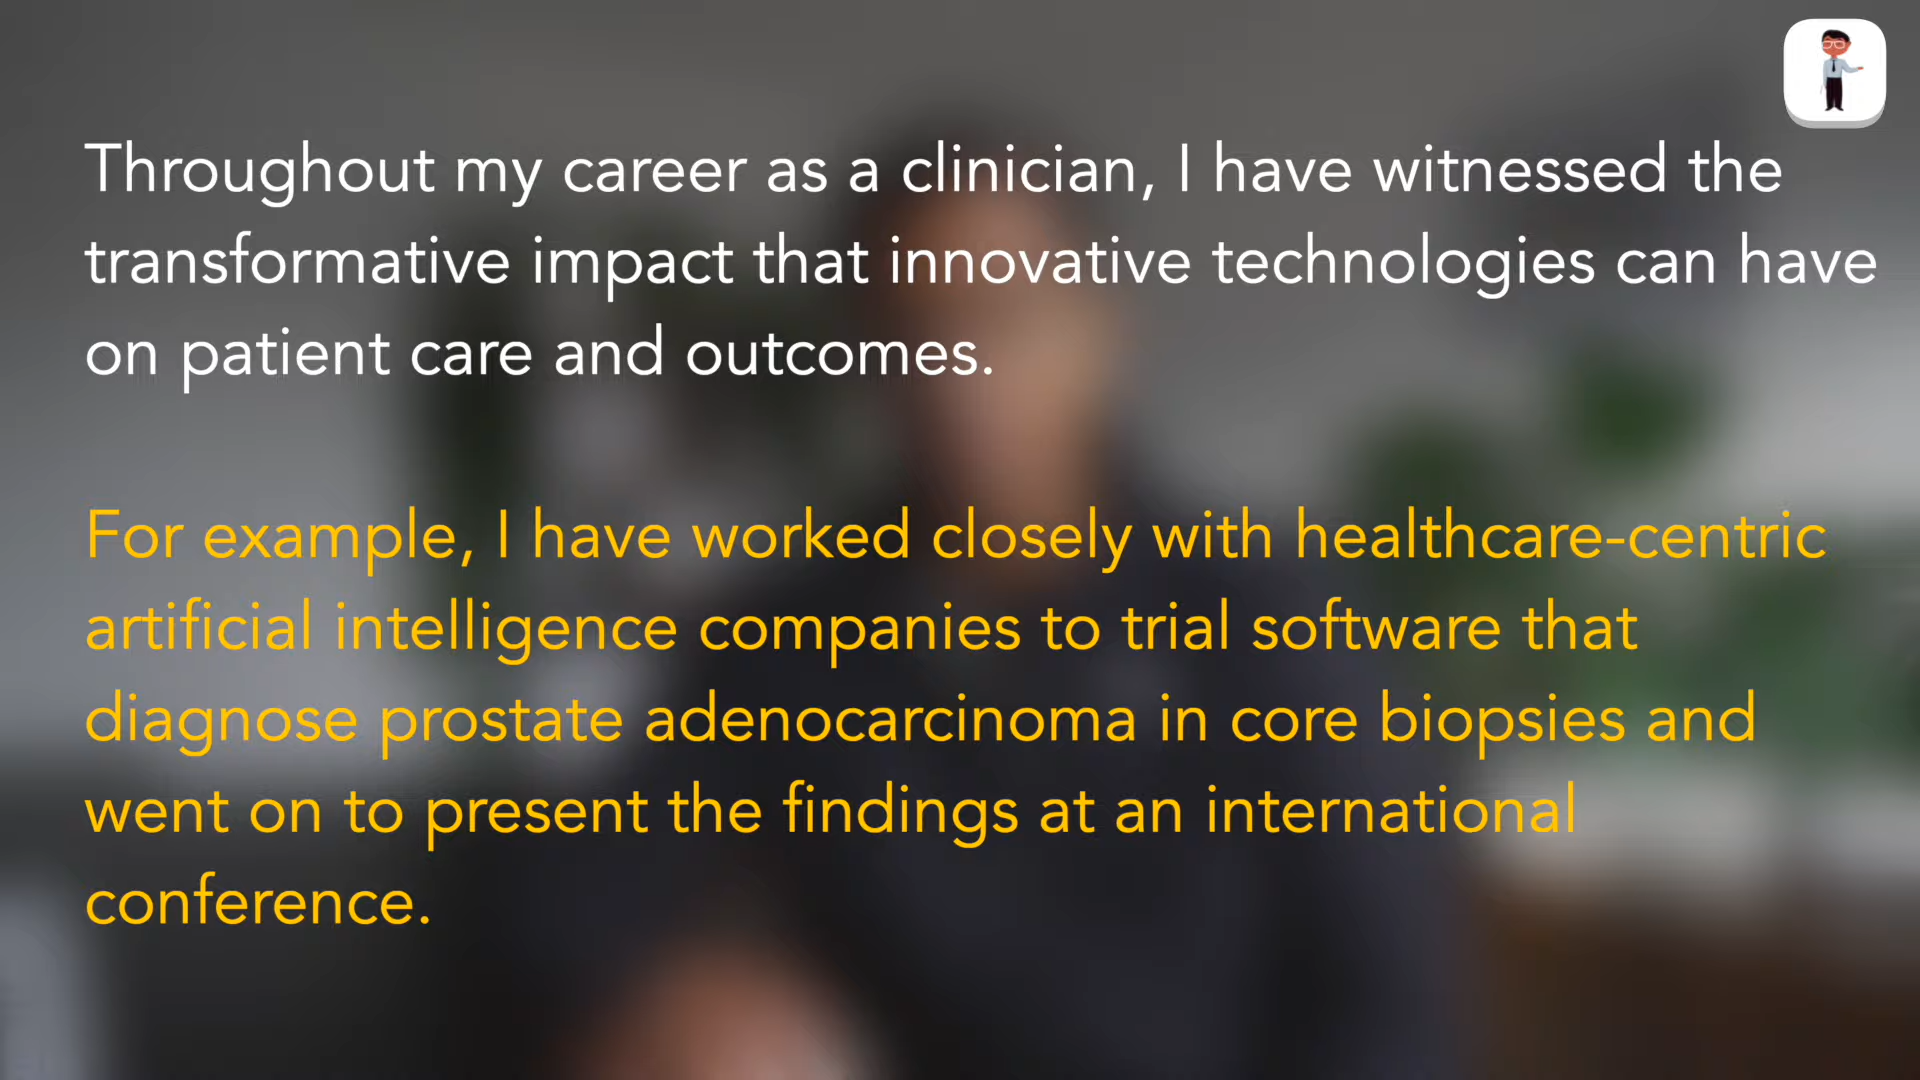 Throughout my career as a clinician, I have witnessed the
transformative impact that innovative technologies can have
on patient care and outcomes.
For example, I have worked closely with healthcare-centric
artificial intelligence companies to trial software that
diagnose prostate adenocarcinoma in core biopsies and
went on to present the findings at an international
conference.